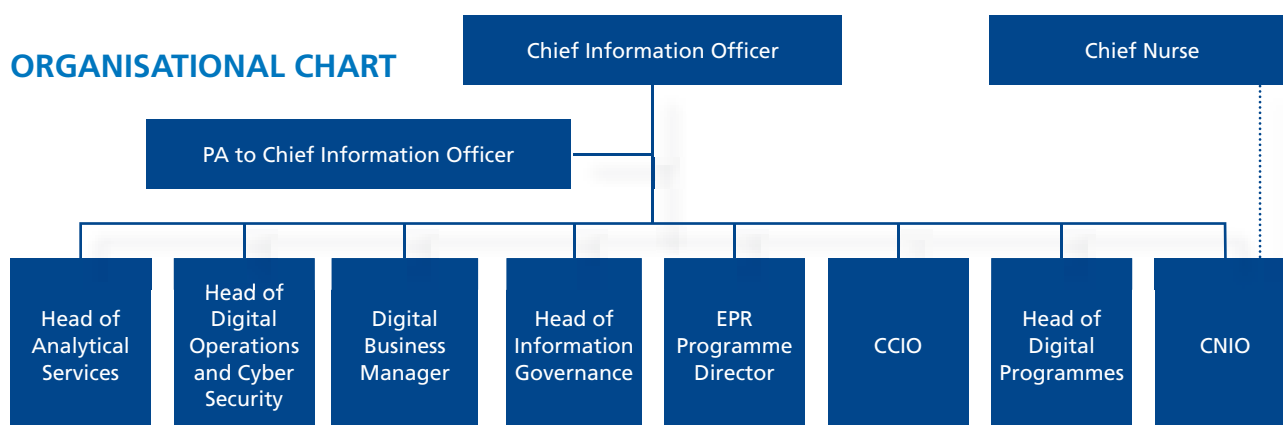 ORGANISATIONAL CHART
Chief Information Officer
Chief Nurse
PA to Chief Information Officer
Head of
Analytical
Services
Head of
Digital
Operations
and Cyber
Security
Digital
Business
Manager
Head of
Information
Governance
EPR
Programme
Director
CCIO
Head of
Digital
Programmes
CNIO